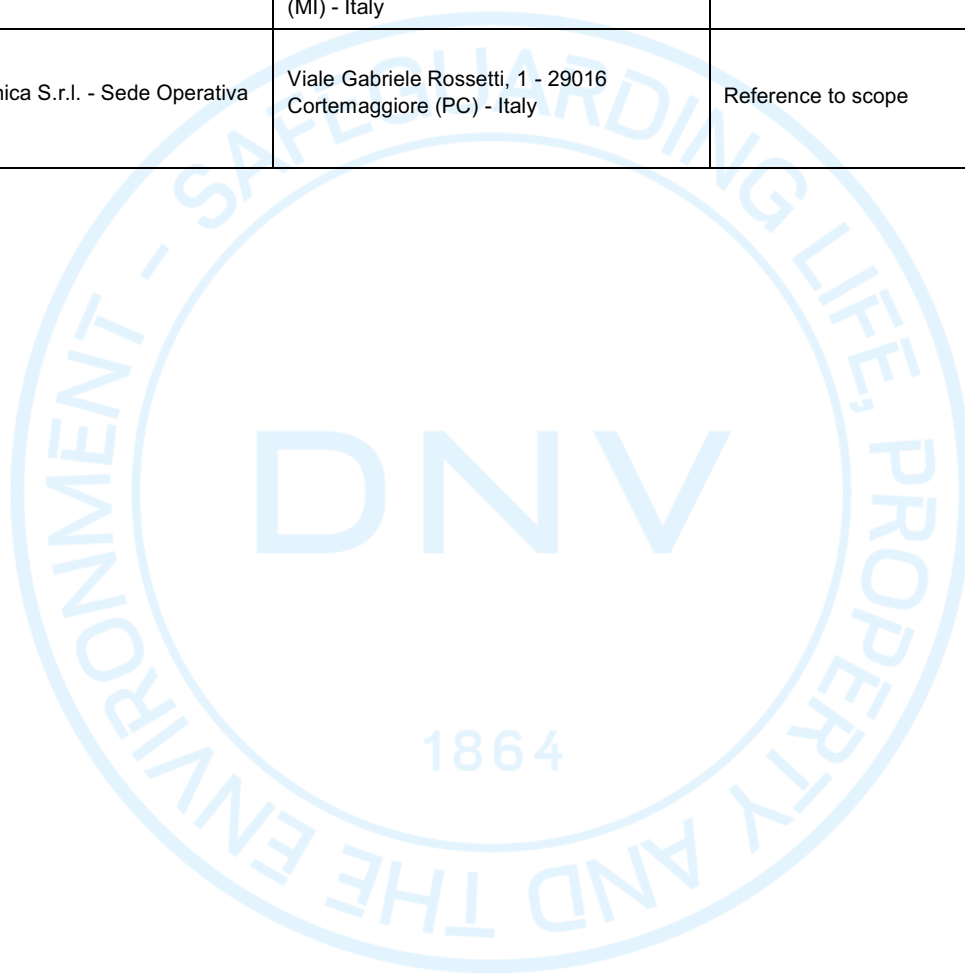 (MI) - Italy
nica S.r.l. - Sede Operativa
Viale Gabriele Rossetti, 1 - 29016
Cortemaggiore (PC) - Italy
Reference to scope
SAFEGUARDING LIFE, PROPERTY AND THE ENVIRONMENT -
DNV
1864